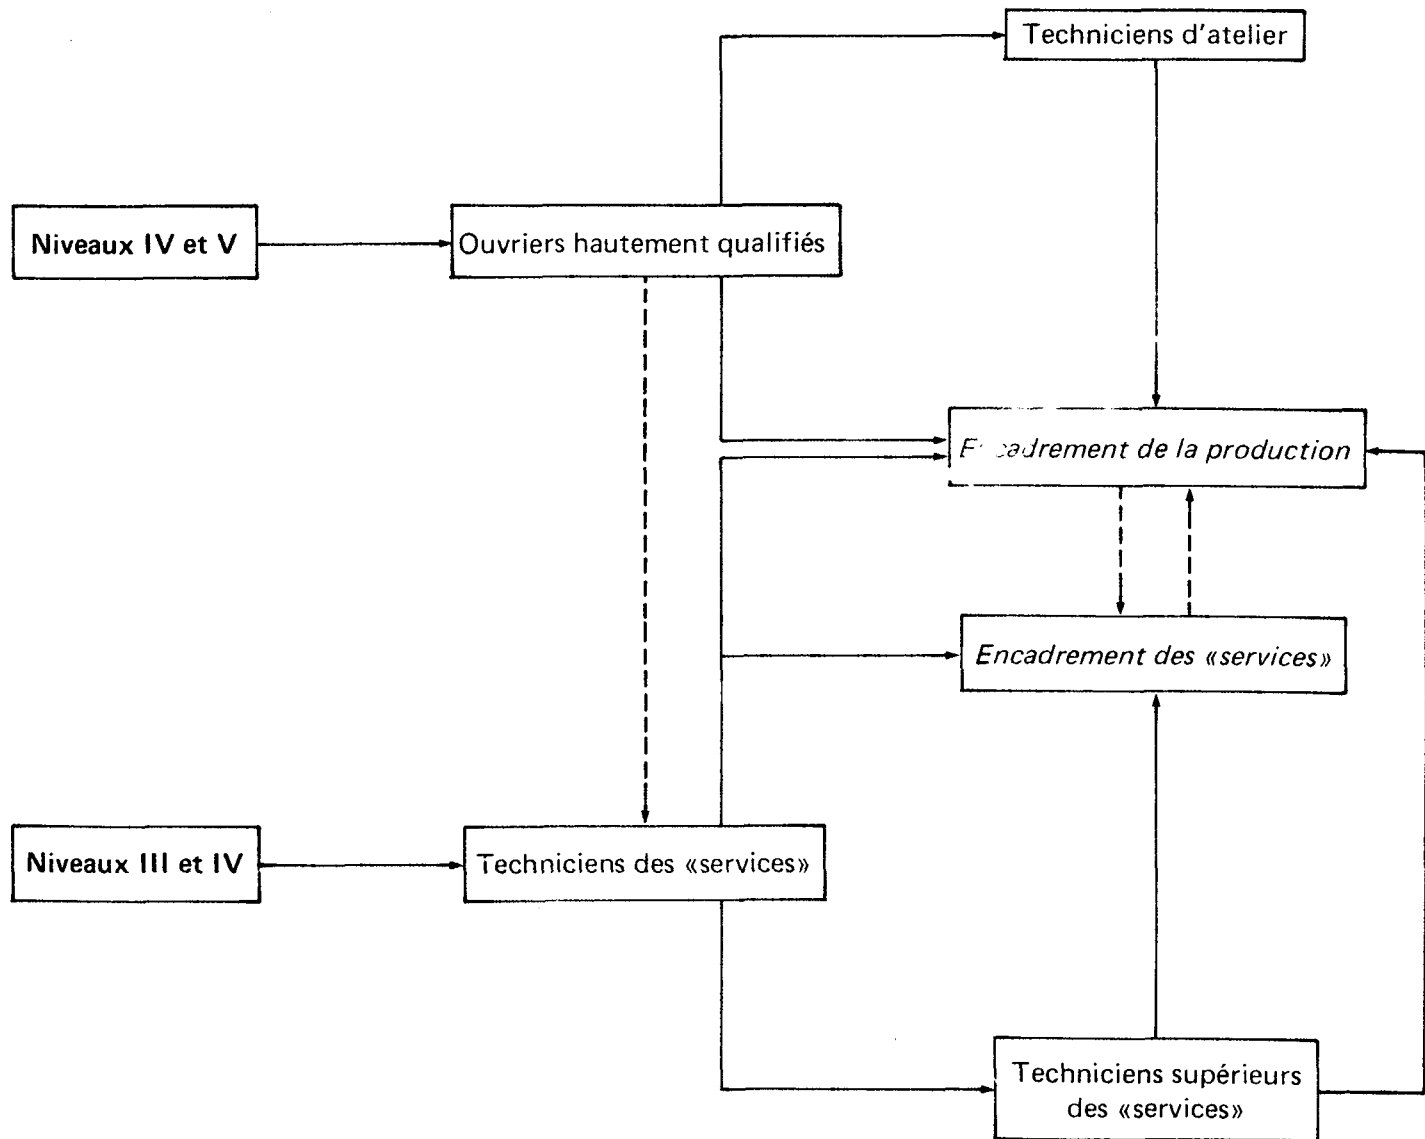 Techniciens d'atelier
Niveaux IV et V
Ouvriers hautement qualifiés
Encadrement de la production
Encadrement des «services»
Niveaux III et IV
Techniciens des «services»
Techniciens supérieurs
des «services»